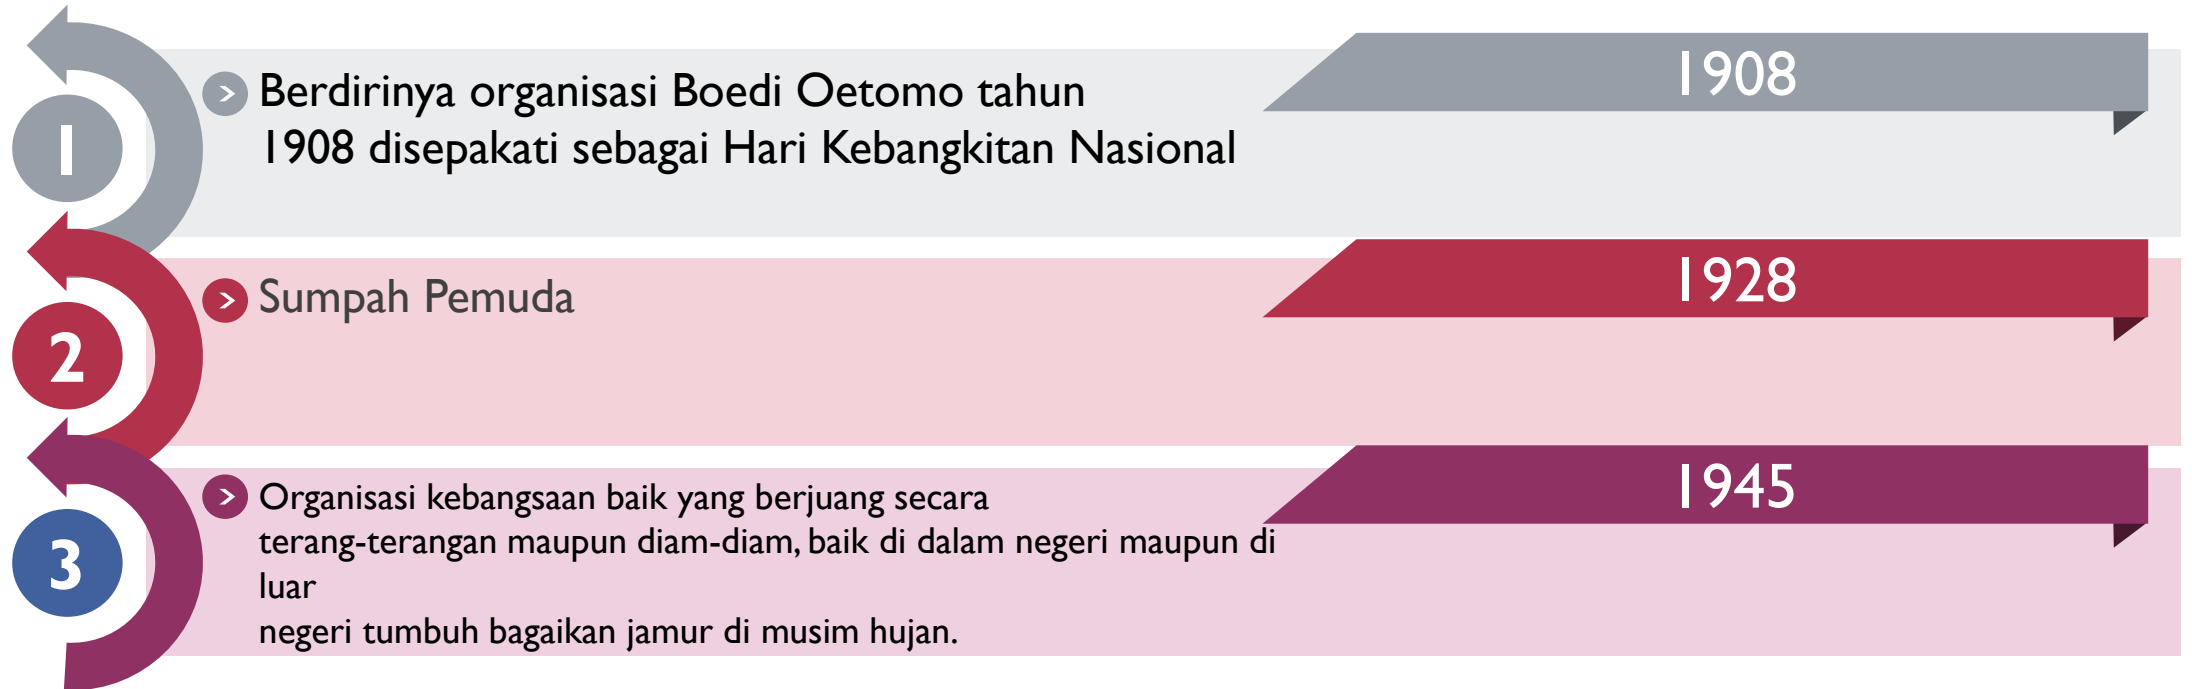 1
Berdirinya organisasi Boedi Oetomo tahun
1908 disepakati sebagai Hari Kebangkitan Nasional
1908
2
Sumpah Pemuda
1928
3
Organisasi kebangsaan baik yang berjuang secara
terang-terangan maupun diam-diam, baik di dalam negeri maupun di
luar
negeri tumbuh bagaikan jamur di musim hujan.
1945